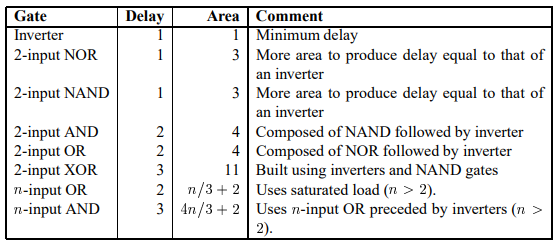 Gate Delay Area Comment
Inverter 1 1 Minimum delay
2-input NOR 1 3 More area to produce delay equal to that of
an inverter
2-input NAND 1 3 More area to produce delay equal to that of
an inverter
2-input AND 2 4 Composed of NAND followed by inverter
2-input OR 2 4 Composed of NOR followed by inverter
2-input XOR 3 11 Built using inverters and NAND gates
n-input OR 2 n/3 + 2 Uses saturated load (n > 2).
n-input AND 3 4n/3 + 2 Uses n-input OR preceded by inverters (n >
2).